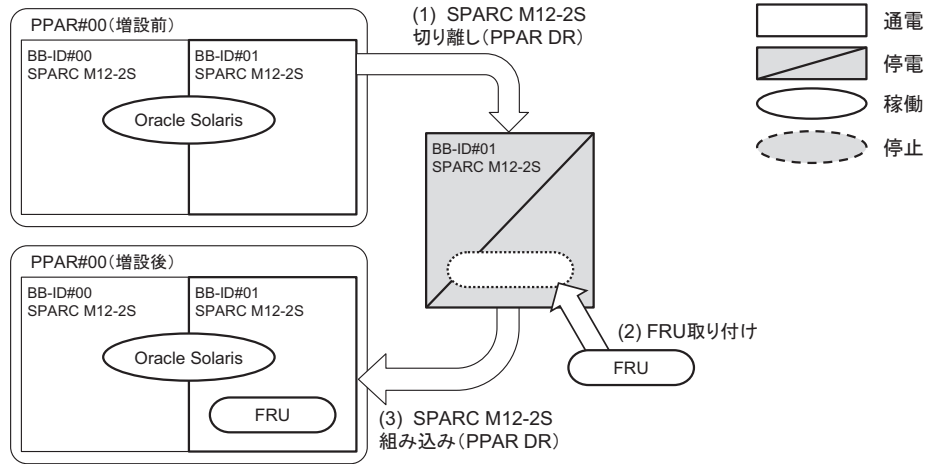 PPAR#00(増設前)
BB-ID#00
SPARC M12-2S
BB-ID#01
SPARC M12-2S
Oracle Solaris
(1) SPARC M12-2S
切り離し(PPAR DR)
通電
停電
稼働
停止
BB-ID#01
SPARC M12-2S
(2) FRU取り付け
FRU
PPAR#00(増設後)
BB-ID#00
SPARC M12-2S
BB-ID#01
SPARC M12-2S
Oracle Solaris
FRU
(3) SPARC M12-2S
組み込み(PPAR DR)